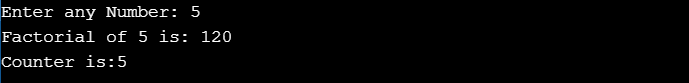 Enter any Number: 5
Factorial of 5 is: 120
Counter is:5